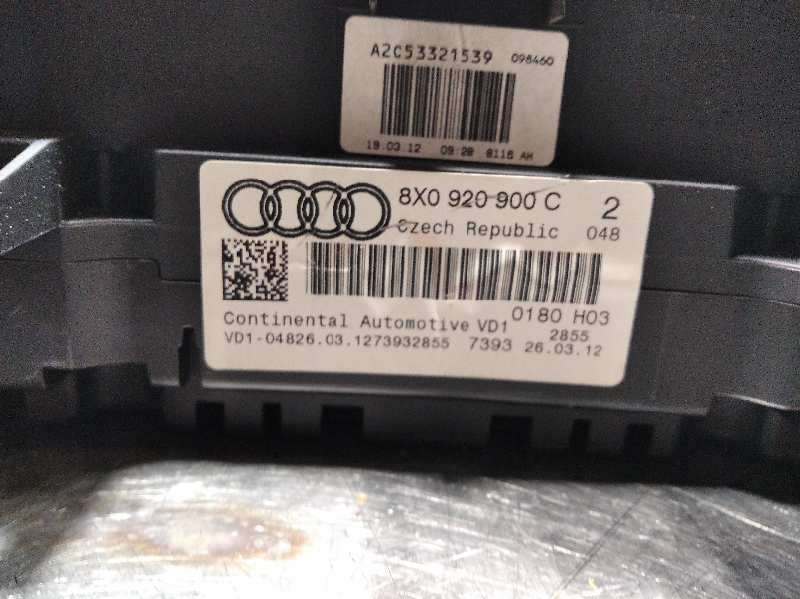 A2C53321539 098460
19.03.12 09:28 8116 AH
8X0 920 900 C 2
Czech Republic 048
0180 H03
Continental Automotive VD1 2855
VD1-04826.03.1273932855 7393 26.03.12